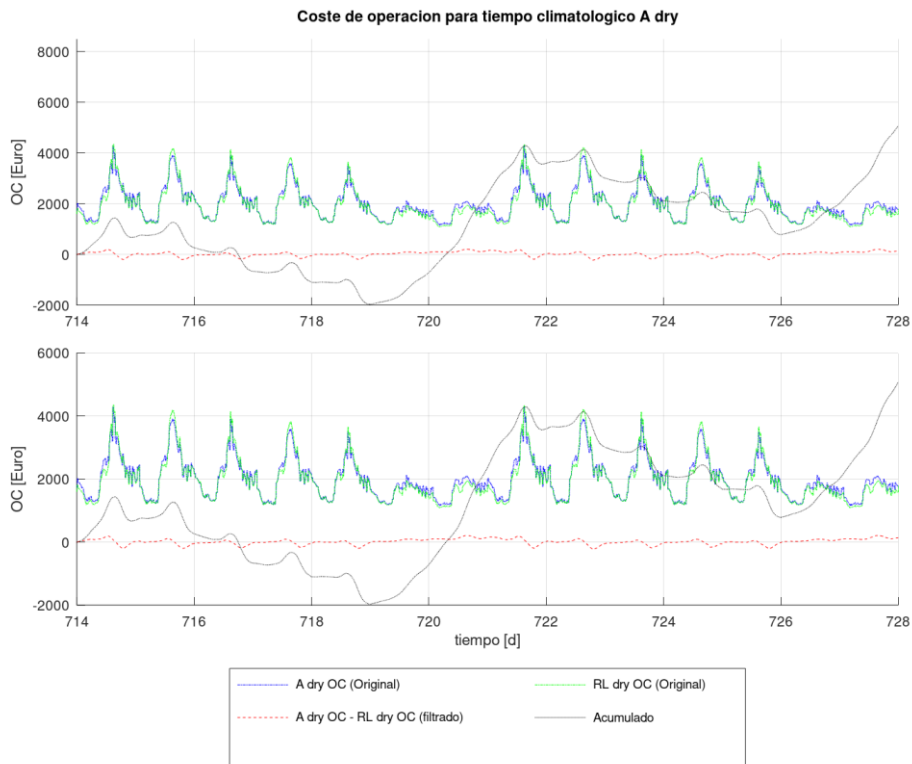 Coste de operacion para tiempo climatologico A dry
8000
6000
4000
2000
0
-2000
OC [Euro]
714 716 718 720 722 724 726 728
6000
4000
2000
0
-2000
OC [Euro]
714 716 718 720 722 724 726 728
tiempo [d]
A dry OC (Original) RL dry OC (Original)
A dry OC - RL dry OC (filtrado) Acumulado